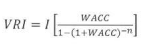 VRI = I [ WACC / 1−(1+WACC)⁻ⁿ ]